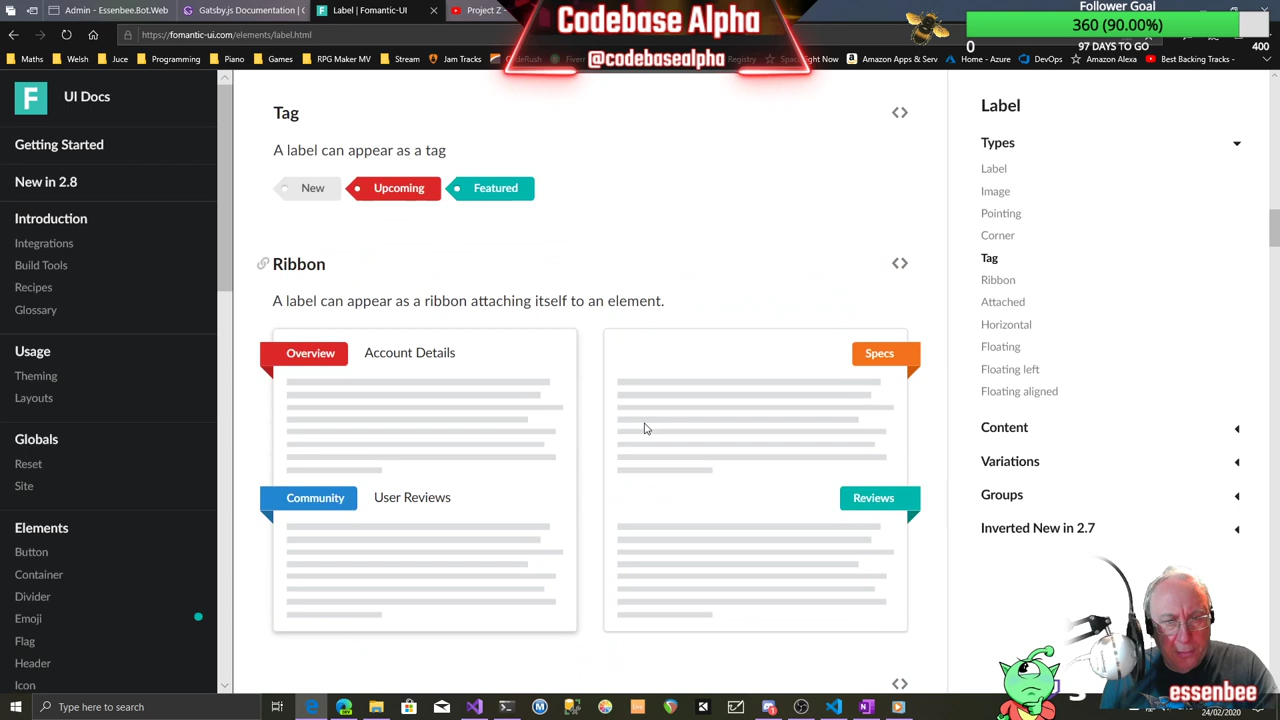 Admin - Essenbee.Bot.Web
Gatsbyjs Documentation | G
Label | Fomantic-UI
Project Z -
Codebase Alpha
@codebasealpha
Follower Goal
360 (90.00%)
0
97 DAYS TO GO
400
https://fomantic-ui.com/elements/label.html
Maths
Welsh
Juce
Programming
Piano
Games
RPG Maker MV
Stream
Jam Tracks
Fiverr
Registry
Amazon Apps & Serv
Home - Azure
DevOps
Amazon Alexa
Best Backing Tracks -
F
UI Docs
Getting Started
New in 2.8
Introduction
Integrations
Build Tools
Recipes
Glossary
Usage
Theming
Layouts
Globals
Reset
Site
Elements
Button
Container
Divider
Emoji
Flag
Header
Icon
Tag
A label can appear as a tag
New
Upcoming
Featured
Ribbon
A label can appear as a ribbon attaching itself to an element.
Overview
Account Details
Specs
Community
User Reviews
Reviews
Label
Types
Label
Image
Pointing
Corner
Tag
Ribbon
Attached
Horizontal
Floating
Floating left
Floating aligned
Content
Variations
Groups
Inverted New in 2.7
essenbee
Type here to search
24/02/2020